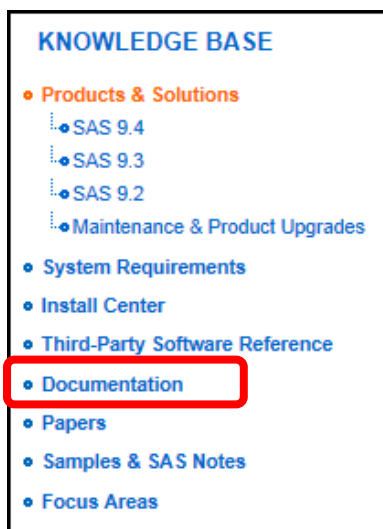 KNOWLEDGE BASE
Products & Solutions
SAS 9.4
SAS 9.3
SAS 9.2
Maintenance & Product Upgrades
System Requirements
Install Center
Third-Party Software Reference
Documentation
Papers
Samples & SAS Notes
Focus Areas